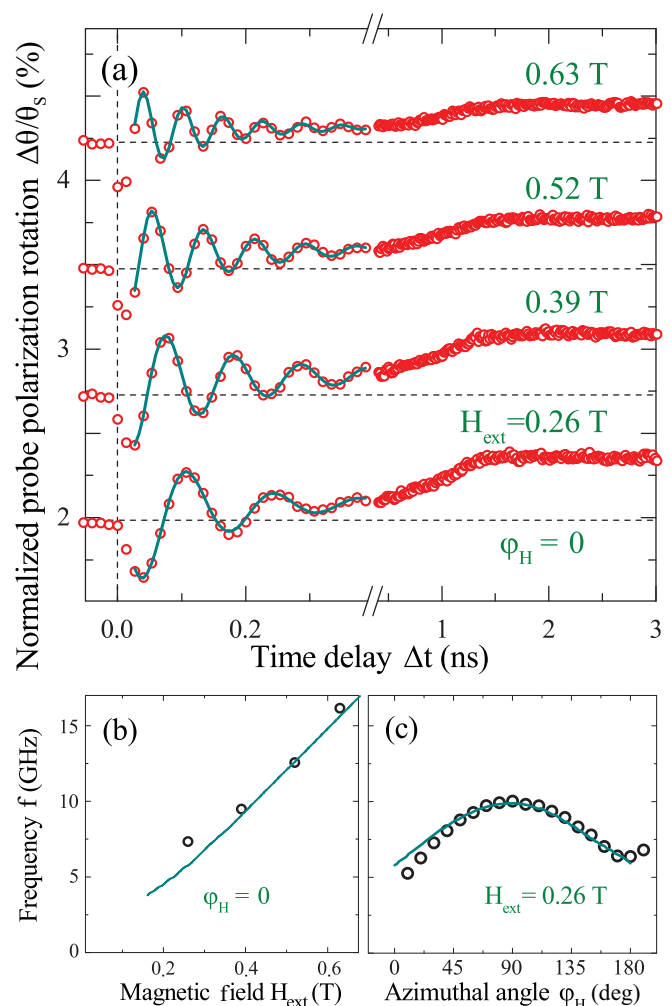 (a)
0.63 T
0.52 T
0.39 T
H_ext=0.26 T
φ_H = 0
Normalized probe polarization rotation Δθ/θ_S (%)
4
3
2
0.0 0.2 1 2 3
Time delay Δt (ns)
(b)
(c)
Frequency f (GHz)
15
10
5
0
φ_H = 0
H_ext=0.26 T
0.2 0.4 0.6
0 45 90 135 180
Magnetic field H_ext (T)
Azimuthal angle φ_H (deg)